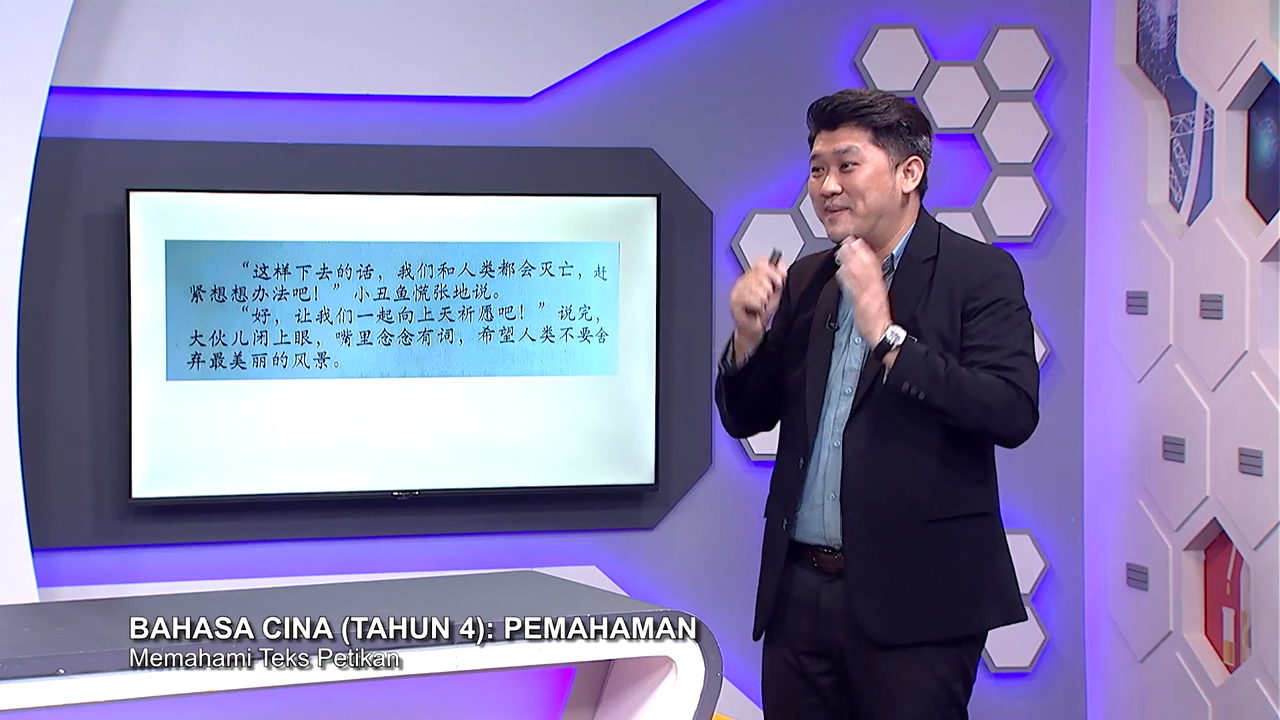 “这样下去的话，我们和人类都会灭亡，赶
紧想想办法吧！”小丑鱼慌张地说。
“好，让我们一起向上天祈愿吧！”说完，
大伙儿闭上眼，嘴里念念有词，希望人类不要舍
弃最美丽的风景。
BAHASA CINA (TAHUN 4): PEMAHAMAN
Memahami Teks Petikan